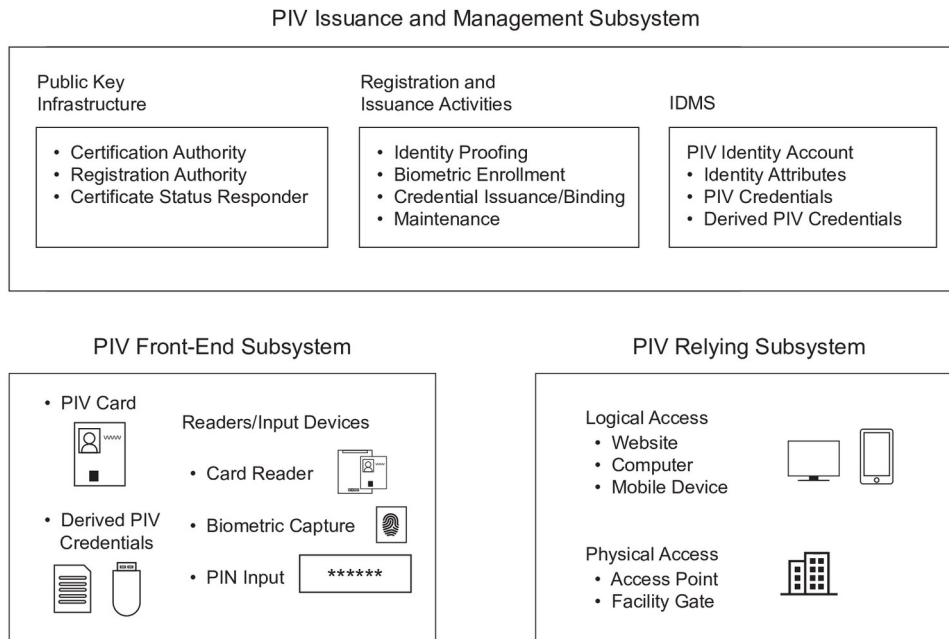 PIV Issuance and Management Subsystem
Public Key
Infrastructure
• Certification Authority
• Registration Authority
• Certificate Status Responder
Registration and
Issuance Activities
• Identity Proofing
• Biometric Enrollment
• Credential Issuance/Binding
• Maintenance
IDMS
PIV Identity Account
• Identity Attributes
• PIV Credentials
• Derived PIV Credentials
PIV Front-End Subsystem
• PIV Card
• Derived PIV
Credentials
Readers/Input Devices
• Card Reader
• Biometric Capture
• PIN Input
******
PIV Relying Subsystem
Logical Access
• Website
• Computer
• Mobile Device
Physical Access
• Access Point
• Facility Gate